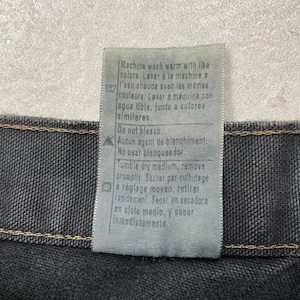 Machine wash warm with like
colors. Laver à la machine à
l'eau chaude avec les mêmes
couleurs. Lavar a máquina con
agua tibia, junto a colores
similares.
Do not bleach.
Aucun agent de blanchiment.
No usar blanqueador.
Tumble dry medium, remove
promptly. Sécher par culbutage
à réglage moyen, retirer
rapidement. Secar en secadora
en ciclo medio, y sacar
inmediatamente.